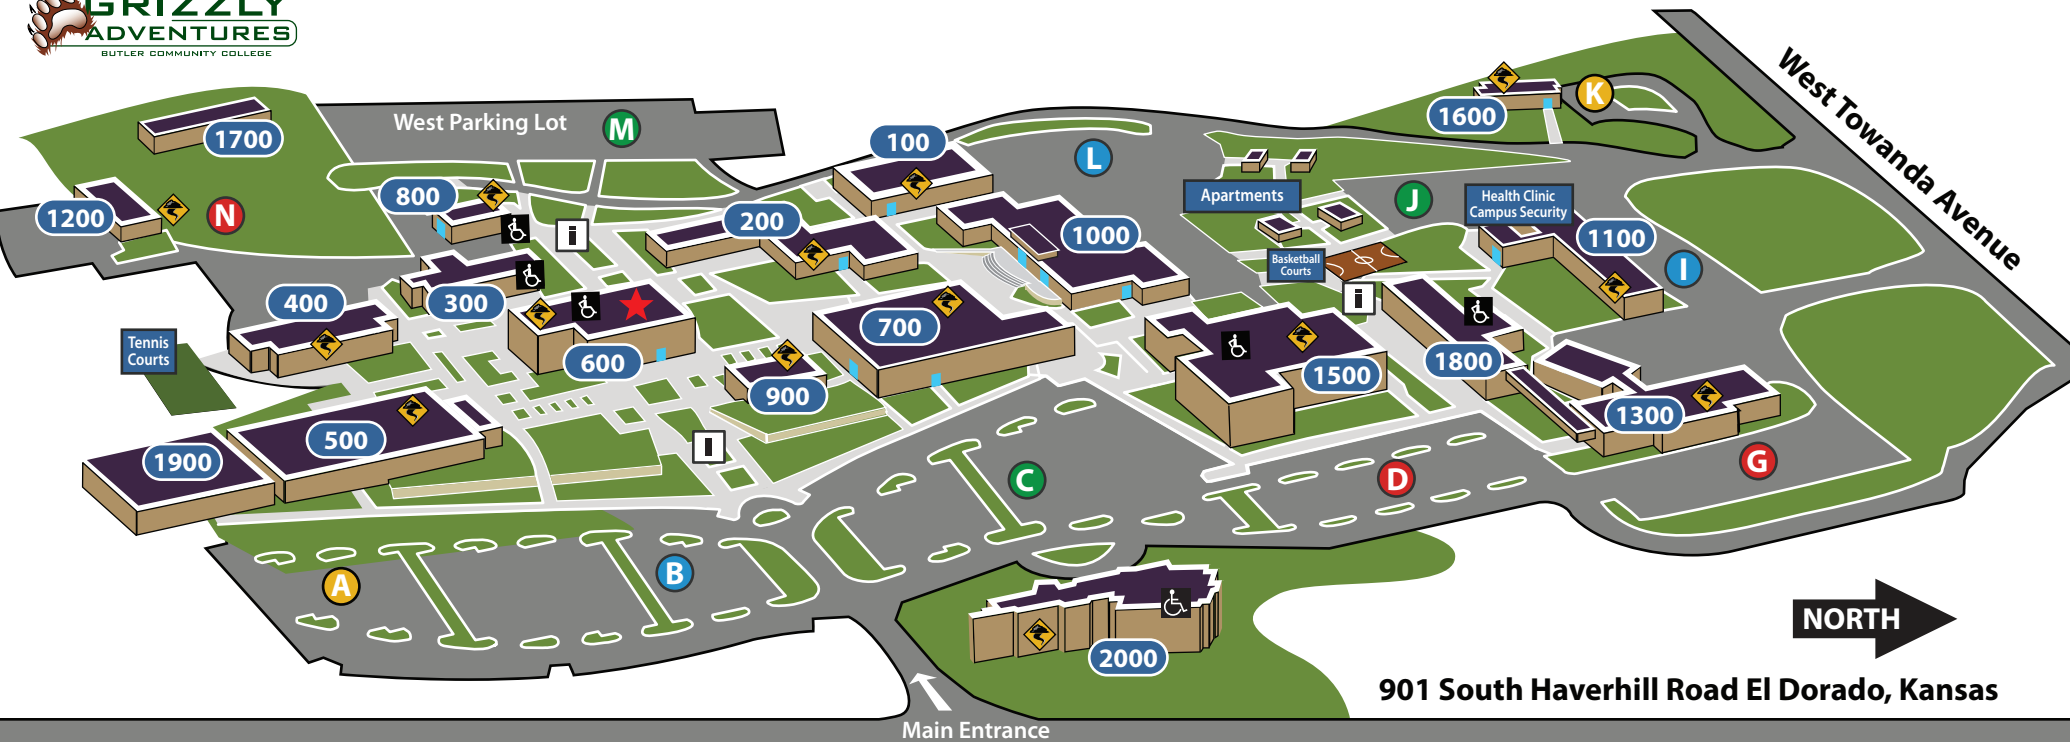 GRIZZLY
ADVENTURES
BUTLER COMMUNITY COLLEGE
West Parking Lot
M
1700
1200
N
800
i
100
L
200
1000
Apartments
J
Basketball
Courts
i
Health Clinic
Campus Security
1100
I
1600
K
West Towanda Avenue
400
300
Tennis
Courts
600
700
900
1500
1800
1300
1900
500
i
C
D
G
A
B
2000
NORTH
901 South Haverhill Road El Dorado, Kansas
Main Entrance